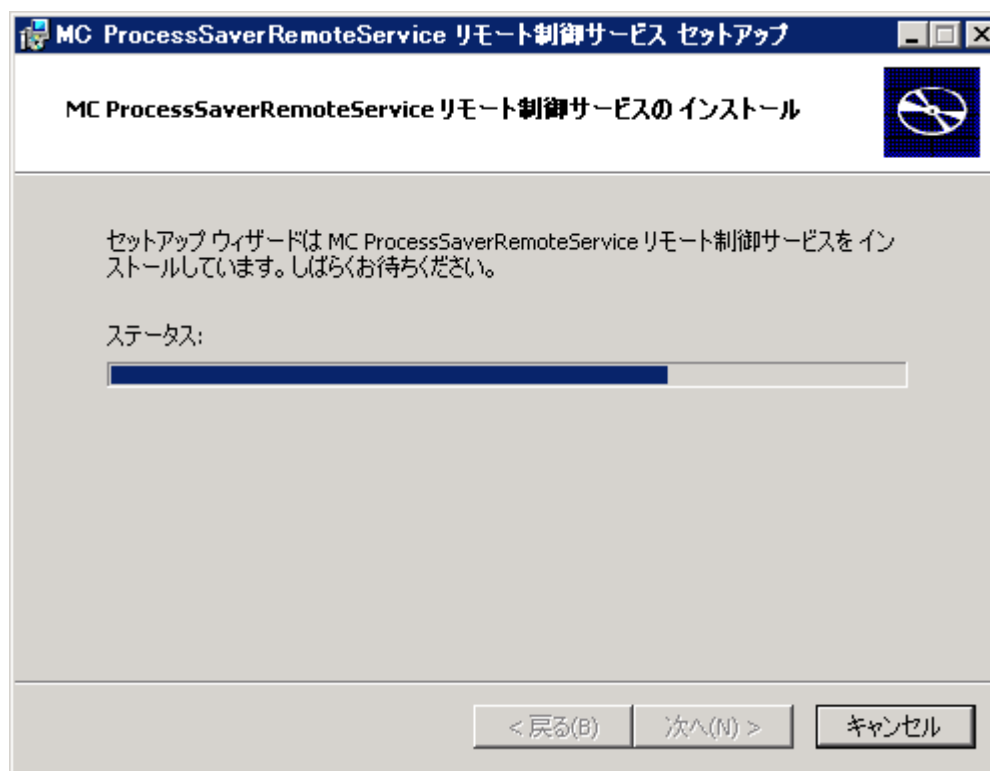 MC ProcessSaverRemoteService リモート制御サービス セットアップ
MC ProcessSaverRemoteService リモート制御サービスの インストール
セットアップ ウィザードは MC ProcessSaverRemoteService リモート制御サービスを イン
ストールしています。しばらくお待ちください。
ステータス:
< 戻る(B)
次へ(N) >
キャンセル